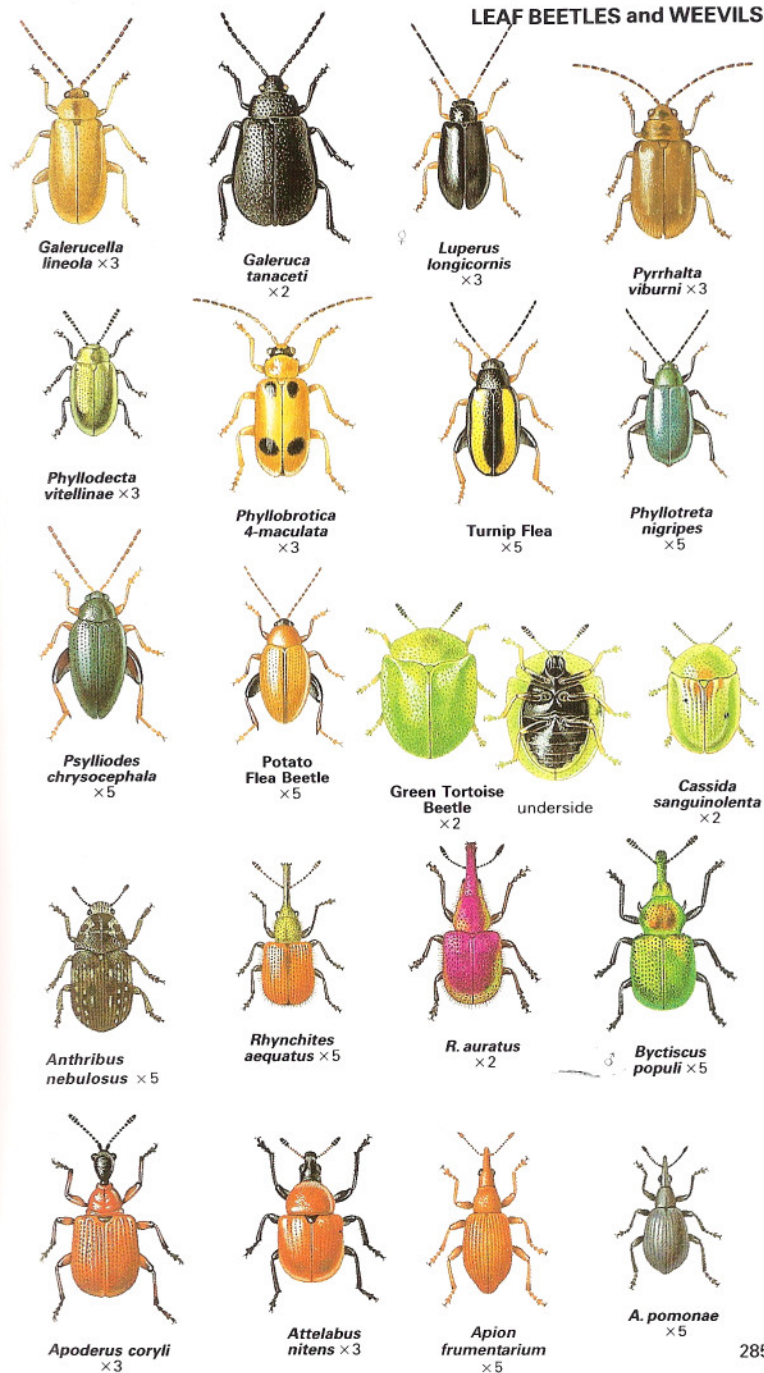 LEAF BEETLES and WEEVILS
Galerucella
lineola ×3
Galeruca
tanaceti
×2
♀
Luperus
longicornis
×3
Pyrrhalta
viburni ×3
Phyllodecta
vitellinae ×3
Phyllobrotica
4-maculata
×3
Turnip Flea
×5
Phyllotreta
nigripes
×5
Psylliodes
chrysocephala
×5
Potato
Flea Beetle
×5
Green Tortoise
Beetle
×2
underside
Cassida
sanguinolenta
×2
Anthribus
nebulosus ×5
Rhynchites
aequatus ×5
R. auratus
×2
♂
Byctiscus
populi ×5
Apoderus coryli
×3
Attelabus
nitens ×3
Apion
frumentarium
×5
A. pomonae
×5
285